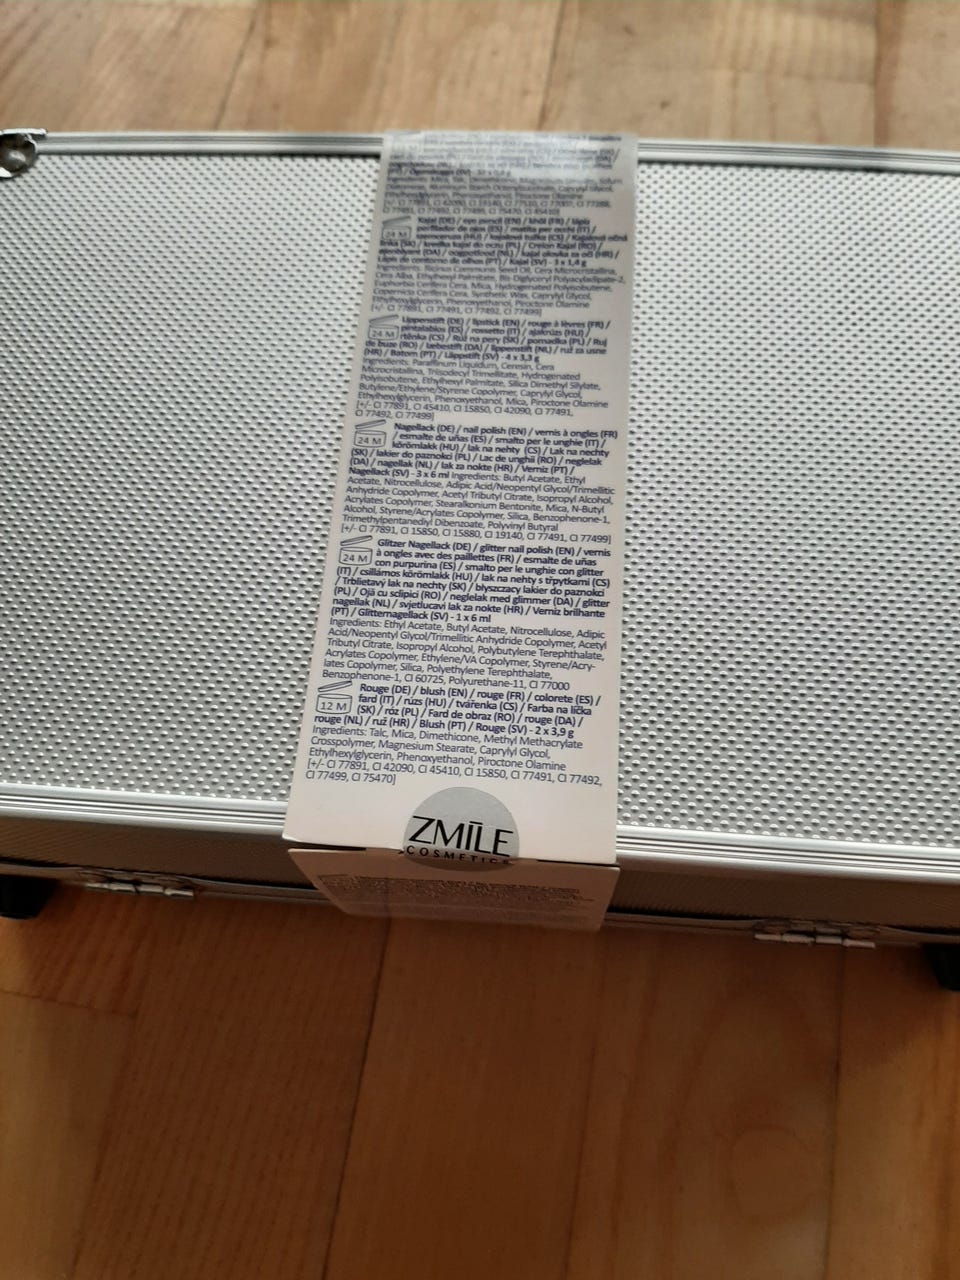 Ethylhexylglycerin, Phenoxyethanol, Piroctone Olamine
24 M
Kajal (DE) / eye pencil (EN) / khôl (FR) / lápiz
perfilador de ojos (ES) / matita per occhi (IT) /
szemceruza (HU) / kajalová tužka (CS) / Kajalová očná
linka (SK) / kredka kajal do oczu (PL) / Creion Kajal (RO) /
(DA) / oogpotlood (NL) / kajal olovka za oči (HR) /
Lápis de contorno de olhos (PT) / Kajal (SV) - 3 x 1,4 g
Ingredients: Ricinus Communis Seed Oil, Cera Microcristallina,
Cera Alba, Ethylhexyl Palmitate, Bis-Diglyceryl Polyacyladipate-2,
Euphorbia Cerifera Cera, Mica, Hydrogenated Polyisobutene,
Copernicia Cerifera Cera, Synthetic Wax, Caprylyl Glycol,
Ethylhexylglycerin, Phenoxyethanol, Piroctone Olamine
[+/- CI 77891, CI 77491, CI 77492, CI 77499]
24 M
Lippenstift (DE) / lipstick (EN) / rouge à lèvres (FR) /
pintalabios (ES) / rossetto (IT) / ajakrúzs (HU) /
rtěnka (CS) / Rúž na pery (SK) / pomadka (PL) / Ruj
de buze (RO) / læbestift (DA) / lippenstift (NL) / ruž za usne
(HR) / Batom (PT) / Läppstift (SV) - 4 x 3,3 g
Ingredients: Paraffinum Liquidum, Ceresin, Cera
Microcristallina, Triisodecyl Trimellitate, Hydrogenated
Polyisobutene, Ethylhexyl Palmitate, Silica Dimethyl Silylate,
Butylene/Ethylene/Styrene Copolymer, Caprylyl Glycol,
Ethylhexylglycerin, Phenoxyethanol, Mica, Piroctone Olamine
[+/- CI 77891, CI 45410, CI 15850, CI 42090, CI 77491,
CI 77492, CI 77499]
24 M
Nagellack (DE) / nail polish (EN) / vernis à ongles (FR)
/ esmalte de uñas (ES) / smalto per le unghie (IT) /
körömlakk (HU) / lak na nehty (CS) / Lak na nechty
(SK) / lakier do paznokci (PL) / Lac de unghii (RO) / neglelak
(DA) / nagellak (NL) / lak za nokte (HR) / Verniz (PT) /
Nagellack (SV) - 3 x 6 ml Ingredients: Butyl Acetate, Ethyl
Acetate, Nitrocellulose, Adipic Acid/Neopentyl Glycol/Trimellitic
Anhydride Copolymer, Acetyl Tributyl Citrate, Isopropyl Alcohol,
Acrylates Copolymer, Stearalkonium Bentonite, Mica, N-Butyl
Alcohol, Styrene/Acrylates Copolymer, Silica, Benzophenone-1,
Trimethylpentanediyl Dibenzoate, Polyvinyl Butyral
[+/- CI 77891, CI 15850, CI 15880, CI 19140, CI 77491, CI 77499]
24 M
Glitzer Nagellack (DE) / glitter nail polish (EN) / vernis
à ongles avec des paillettes (FR) / esmalte de uñas
con purpurina (ES) / smalto per le unghie con glitter
(IT) / csillámos körömlakk (HU) / lak na nehty s třpytkami (CS)
/ Trblietavý lak na nechty (SK) / błyszczący lakier do paznokci
(PL) / Ojă cu sclipici (RO) / neglelak med glimmer (DA) / glitter
nagellak (NL) / svjetlucavi lak za nokte (HR) / Verniz brilhante
(PT) / Glitternagellack (SV) - 1 x 6 ml
Ingredients: Ethyl Acetate, Butyl Acetate, Nitrocellulose, Adipic
Acid/Neopentyl Glycol/Trimellitic Anhydride Copolymer, Acetyl
Tributyl Citrate, Isopropyl Alcohol, Polybutylene Terephthalate,
Acrylates Copolymer, Ethylene/VA Copolymer, Styrene/Acry-
lates Copolymer, Silica, Polyethylene Terephthalate,
Benzophenone-1, CI 60725, Polyurethane-11, CI 77000
12 M
Rouge (DE) / blush (EN) / rouge (FR) / colorete (ES) /
fard (IT) / rúzs (HU) / tvářenka (CS) / Farba na líčka
(SK) / róż (PL) / Fard de obraz (RO) / rouge (DA) /
rouge (NL) / ruž (HR) / Blush (PT) / Rouge (SV) - 2 x 3,9 g
Ingredients: Talc, Mica, Dimethicone, Methyl Methacrylate
Crosspolymer, Magnesium Stearate, Caprylyl Glycol,
Ethylhexylglycerin, Phenoxyethanol, Piroctone Olamine
[+/- CI 77891, CI 42090, CI 45410, CI 15850, CI 77491, CI 77492,
CI 77499, CI 75470]
ZMĪLE
COSMETICS